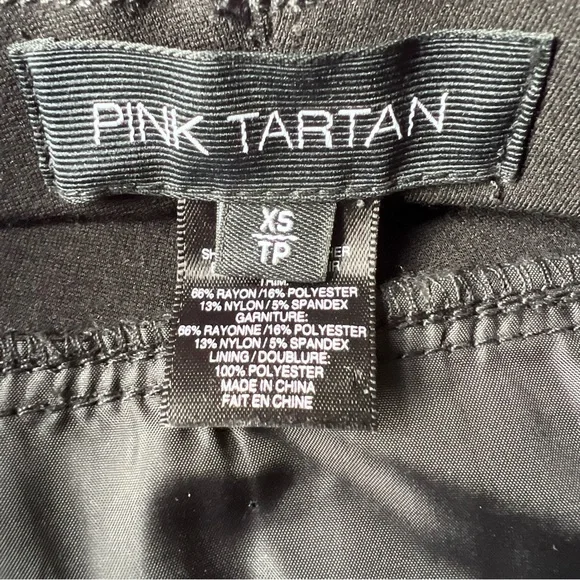 PINK TARTAN
XS
TP
TRIM:
66% RAYON/16% POLYESTER
13% NYLON/5% SPANDEX
GARNITURE:
66% RAYONNE/16% POLYESTER
13% NYLON/5% SPANDEX
LINING/DOUBLURE:
100% POLYESTER
MADE IN CHINA
FAIT EN CHINE